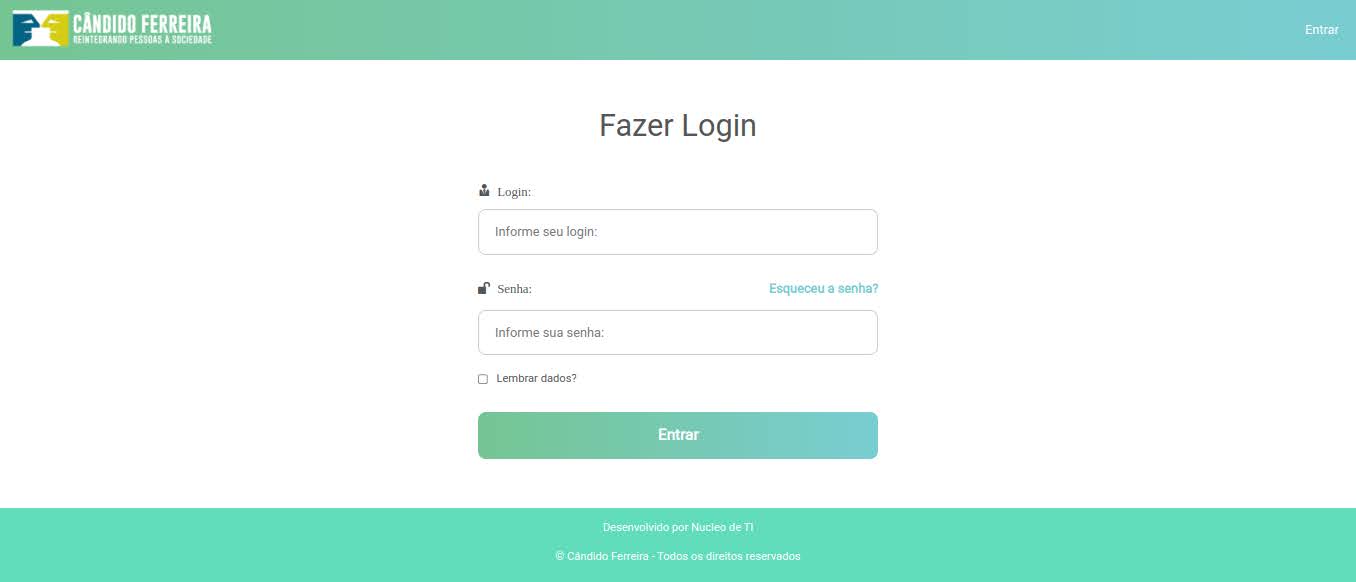 CÂNDIDO FERREIRA
REINTEGRANDO PESSOAS À SOCIEDADE
Entrar
Fazer Login
Login:
Informe seu login:
Senha:
Esqueceu a senha?
Informe sua senha:
Lembrar dados?
Entrar
Desenvolvido por Nucleo de TI
© Cândido Ferreira - Todos os direitos reservados